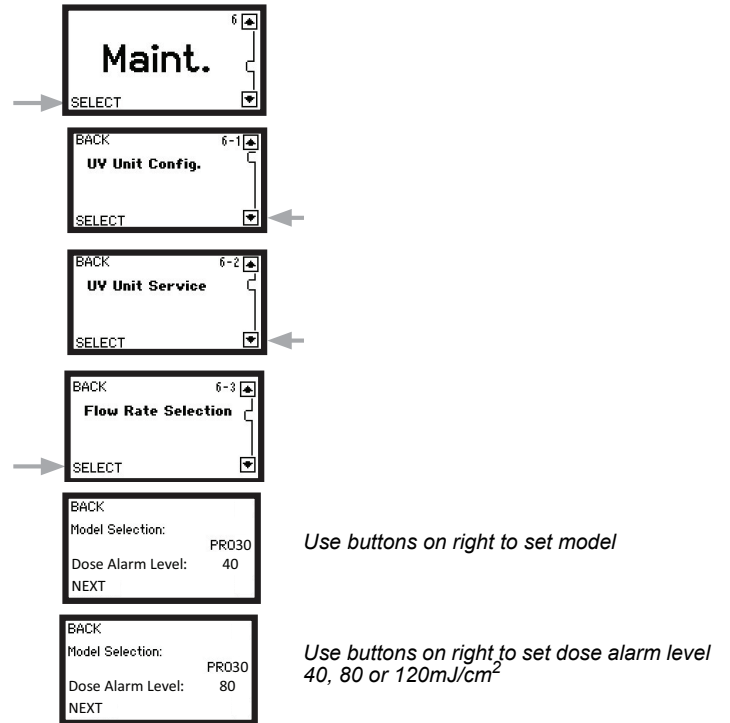 6
Maint.
SELECT
BACK 6-1
UV Unit Config.
SELECT
BACK 6-2
UV Unit Service
SELECT
BACK 6-3
Flow Rate Selection
SELECT
BACK
Model Selection:
PRO30
Dose Alarm Level: 40
NEXT
Use buttons on right to set model
BACK
Model Selection:
PRO30
Dose Alarm Level: 80
NEXT
Use buttons on right to set dose alarm level
40, 80 or 120mJ/cm²